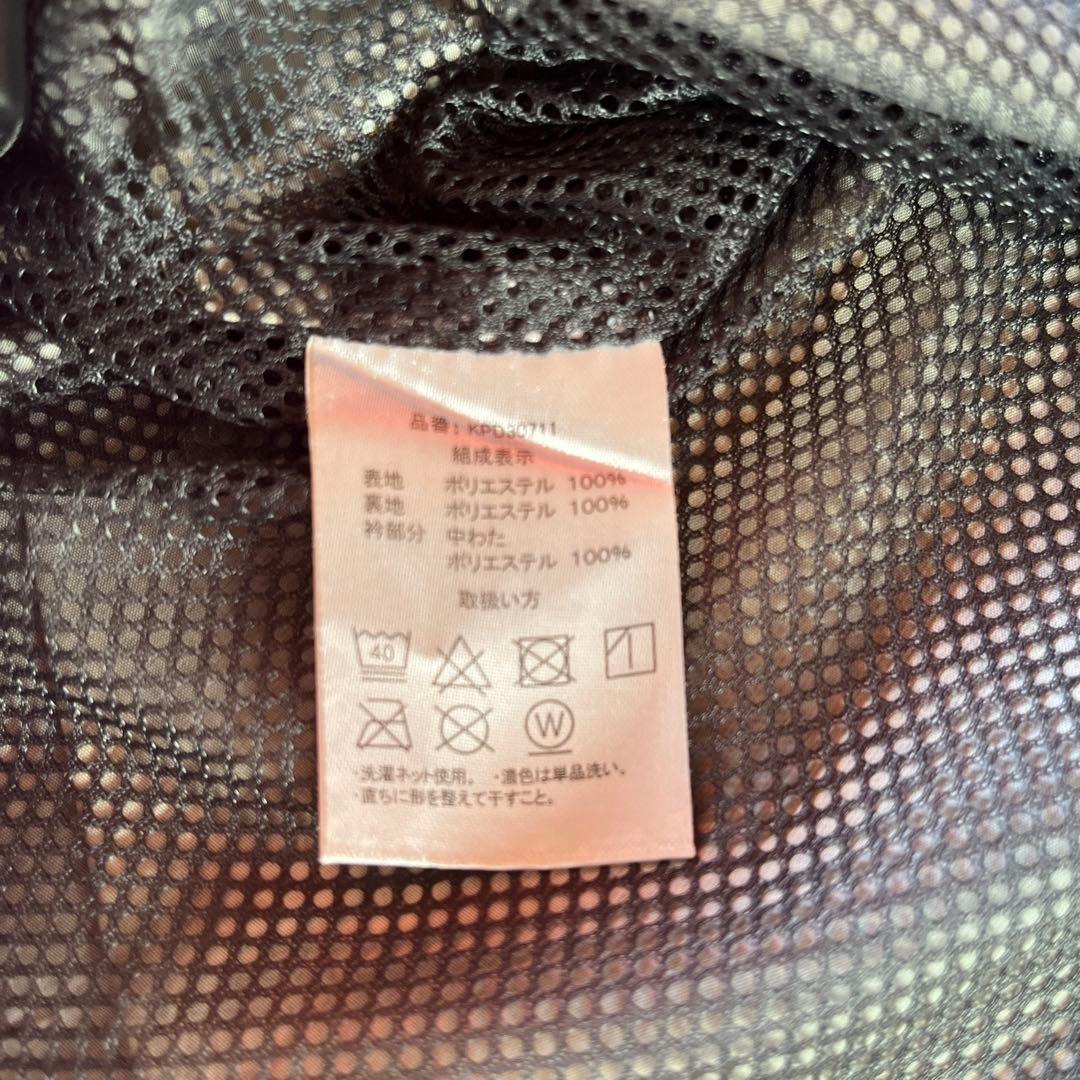 品番：KPD30711
組成表示
表地 ポリエステル 100%
裏地 ポリエステル 100%
衿部分 中わた
ポリエステル 100%
取扱い方
40
W
・洗濯ネット使用。 ・濃色は単品洗い。
・直ちに形を整えて干すこと。